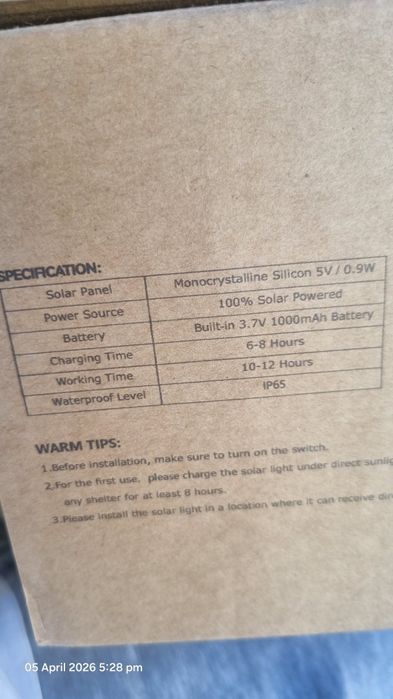 SPECIFICATION:
Solar Panel Monocrystalline Silicon 5V / 0.9W
Power Source 100% Solar Powered
Battery Built-in 3.7V 1000mAh Battery
Charging Time 6-8 Hours
Working Time 10-12 Hours
Waterproof Level IP65
WARM TIPS:
1.Before installation, make sure to turn on the switch.
2.For the first use, please charge the solar light under direct
any shelter for at least 8 hours.
3.Please install the solar light in a location where it can receive
05 April 2026 5:28 pm